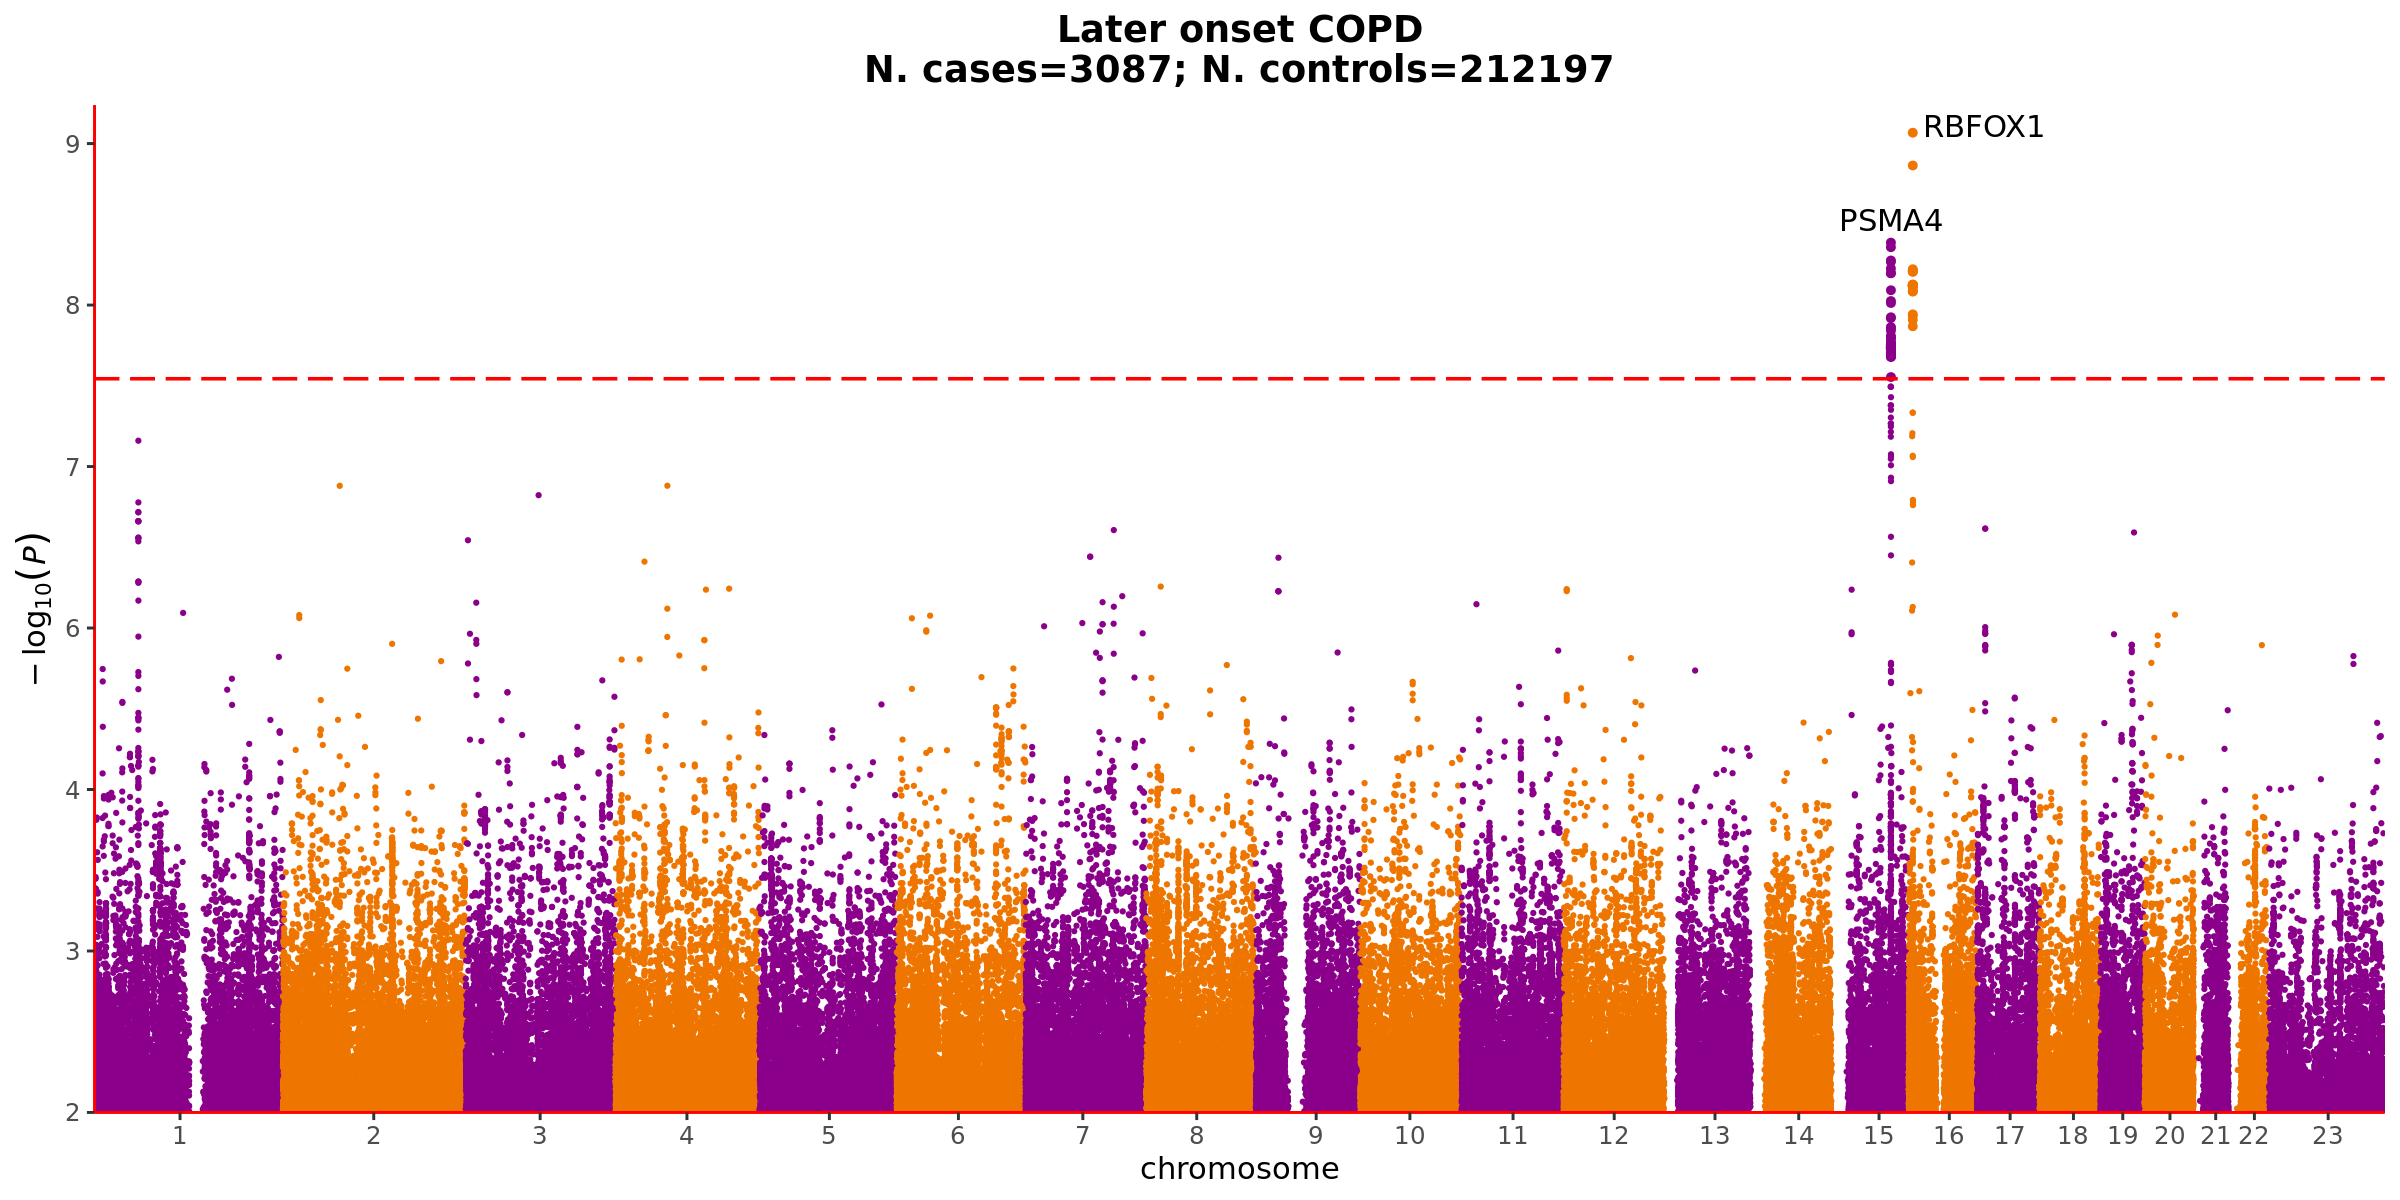 Later onset COPD
N. cases=3087; N. controls=212197
RBFOX1
PSMA4
9
8
7
6
5
4
3
2
−log10(P)
1 2 3 4 5 6 7 8 9 10 11 12 13 14 15 16 17 18 19 20 21 22 23
chromosome